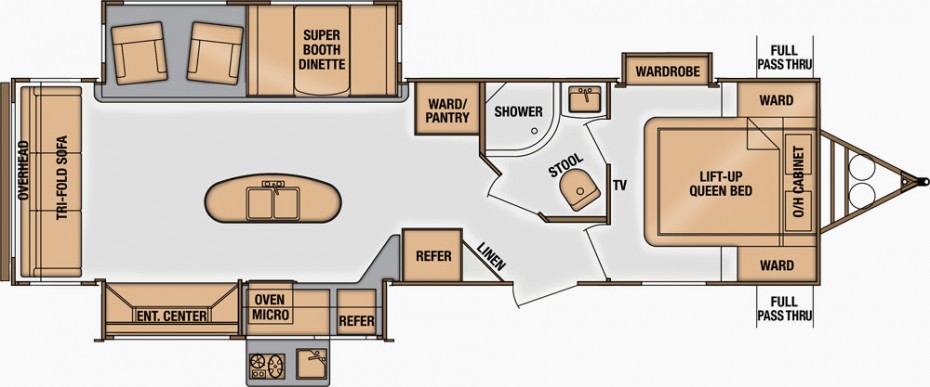 FULL
PASS THRU
SUPER
BOOTH
DINETTE
WARDROBE
WARD/
PANTRY
SHOWER
WARD
OVERHEAD
TRI-FOLD SOFA
STOOL
TV
LIFT-UP
QUEEN BED
O/H CABINET
REFER
LINEN
WARD
ENT. CENTER
OVEN
MICRO
REFER
FULL
PASS THRU